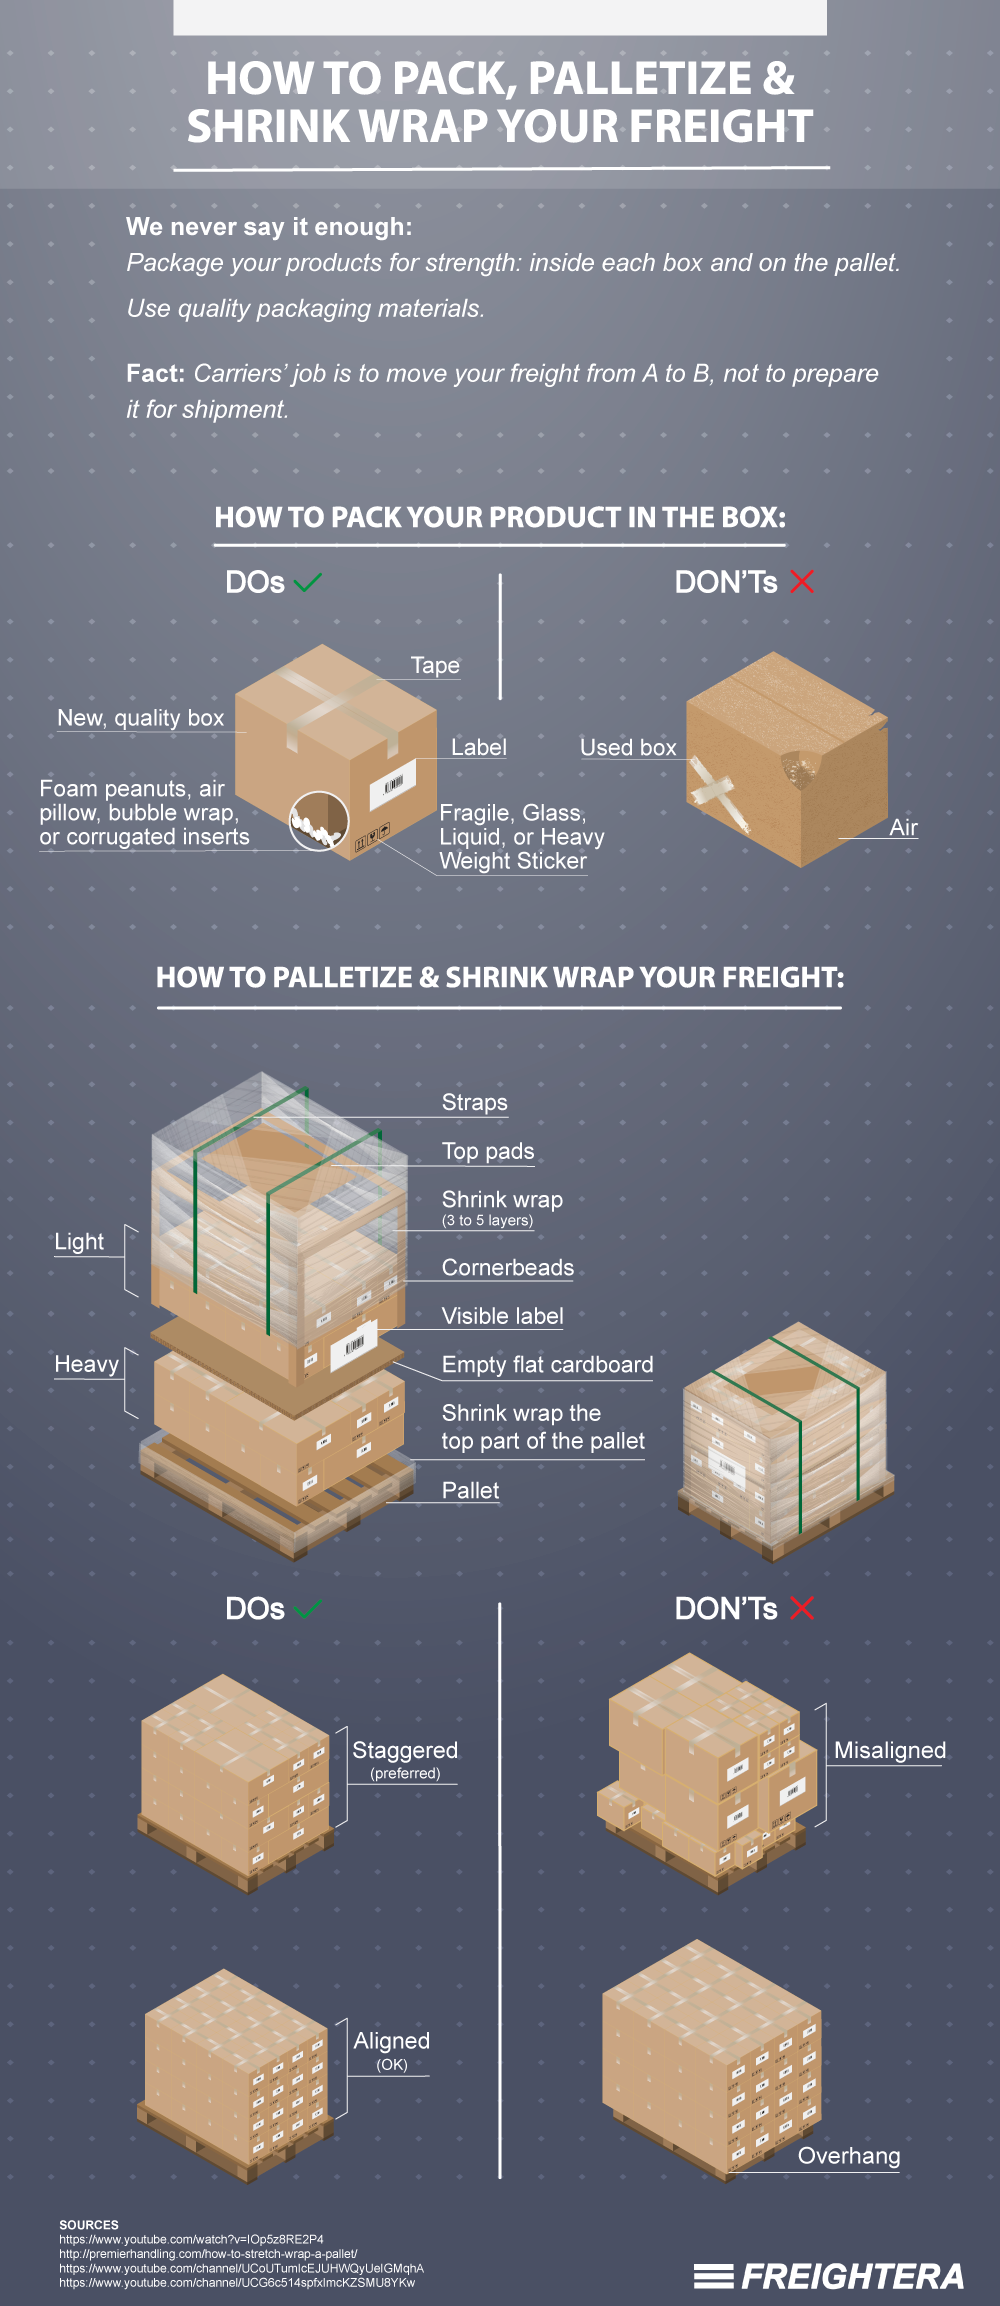 HOW TO PACK, PALLETIZE &
SHRINK WRAP YOUR FREIGHT
We never say it enough:
Package your products for strength: inside each box and on the pallet.
Use quality packaging materials.
Fact: Carriers' job is to move your freight from A to B, not to prepare
it for shipment.
HOW TO PACK YOUR PRODUCT IN THE BOX:
DOs
DON'Ts
Tape
New, quality box
Label
Used box
Foam peanuts, air
pillow, bubble wrap,
or corrugated inserts
Fragile, Glass,
Liquid, or Heavy
Weight Sticker
Air
HOW TO PALLETIZE & SHRINK WRAP YOUR FREIGHT:
Straps
Top pads
Shrink wrap
(3 to 5 layers)
Light
Cornerbeads
Visible label
Heavy
Empty flat cardboard
Shrink wrap the
top part of the pallet
Pallet
DOs
DON'Ts
Staggered
(preferred)
Misaligned
Aligned
(OK)
Overhang
SOURCES
https://www.youtube.com/watch?v=IOp5z8RE2P4
http://premierhandling.com/how-to-stretch-wrap-a-pallet/
https://www.youtube.com/channel/UCoUTumIcEJUHWQyUelGMqhA
https://www.youtube.com/channel/UCG6c514spfxImcKZSMU8YKw
FREIGHTERA